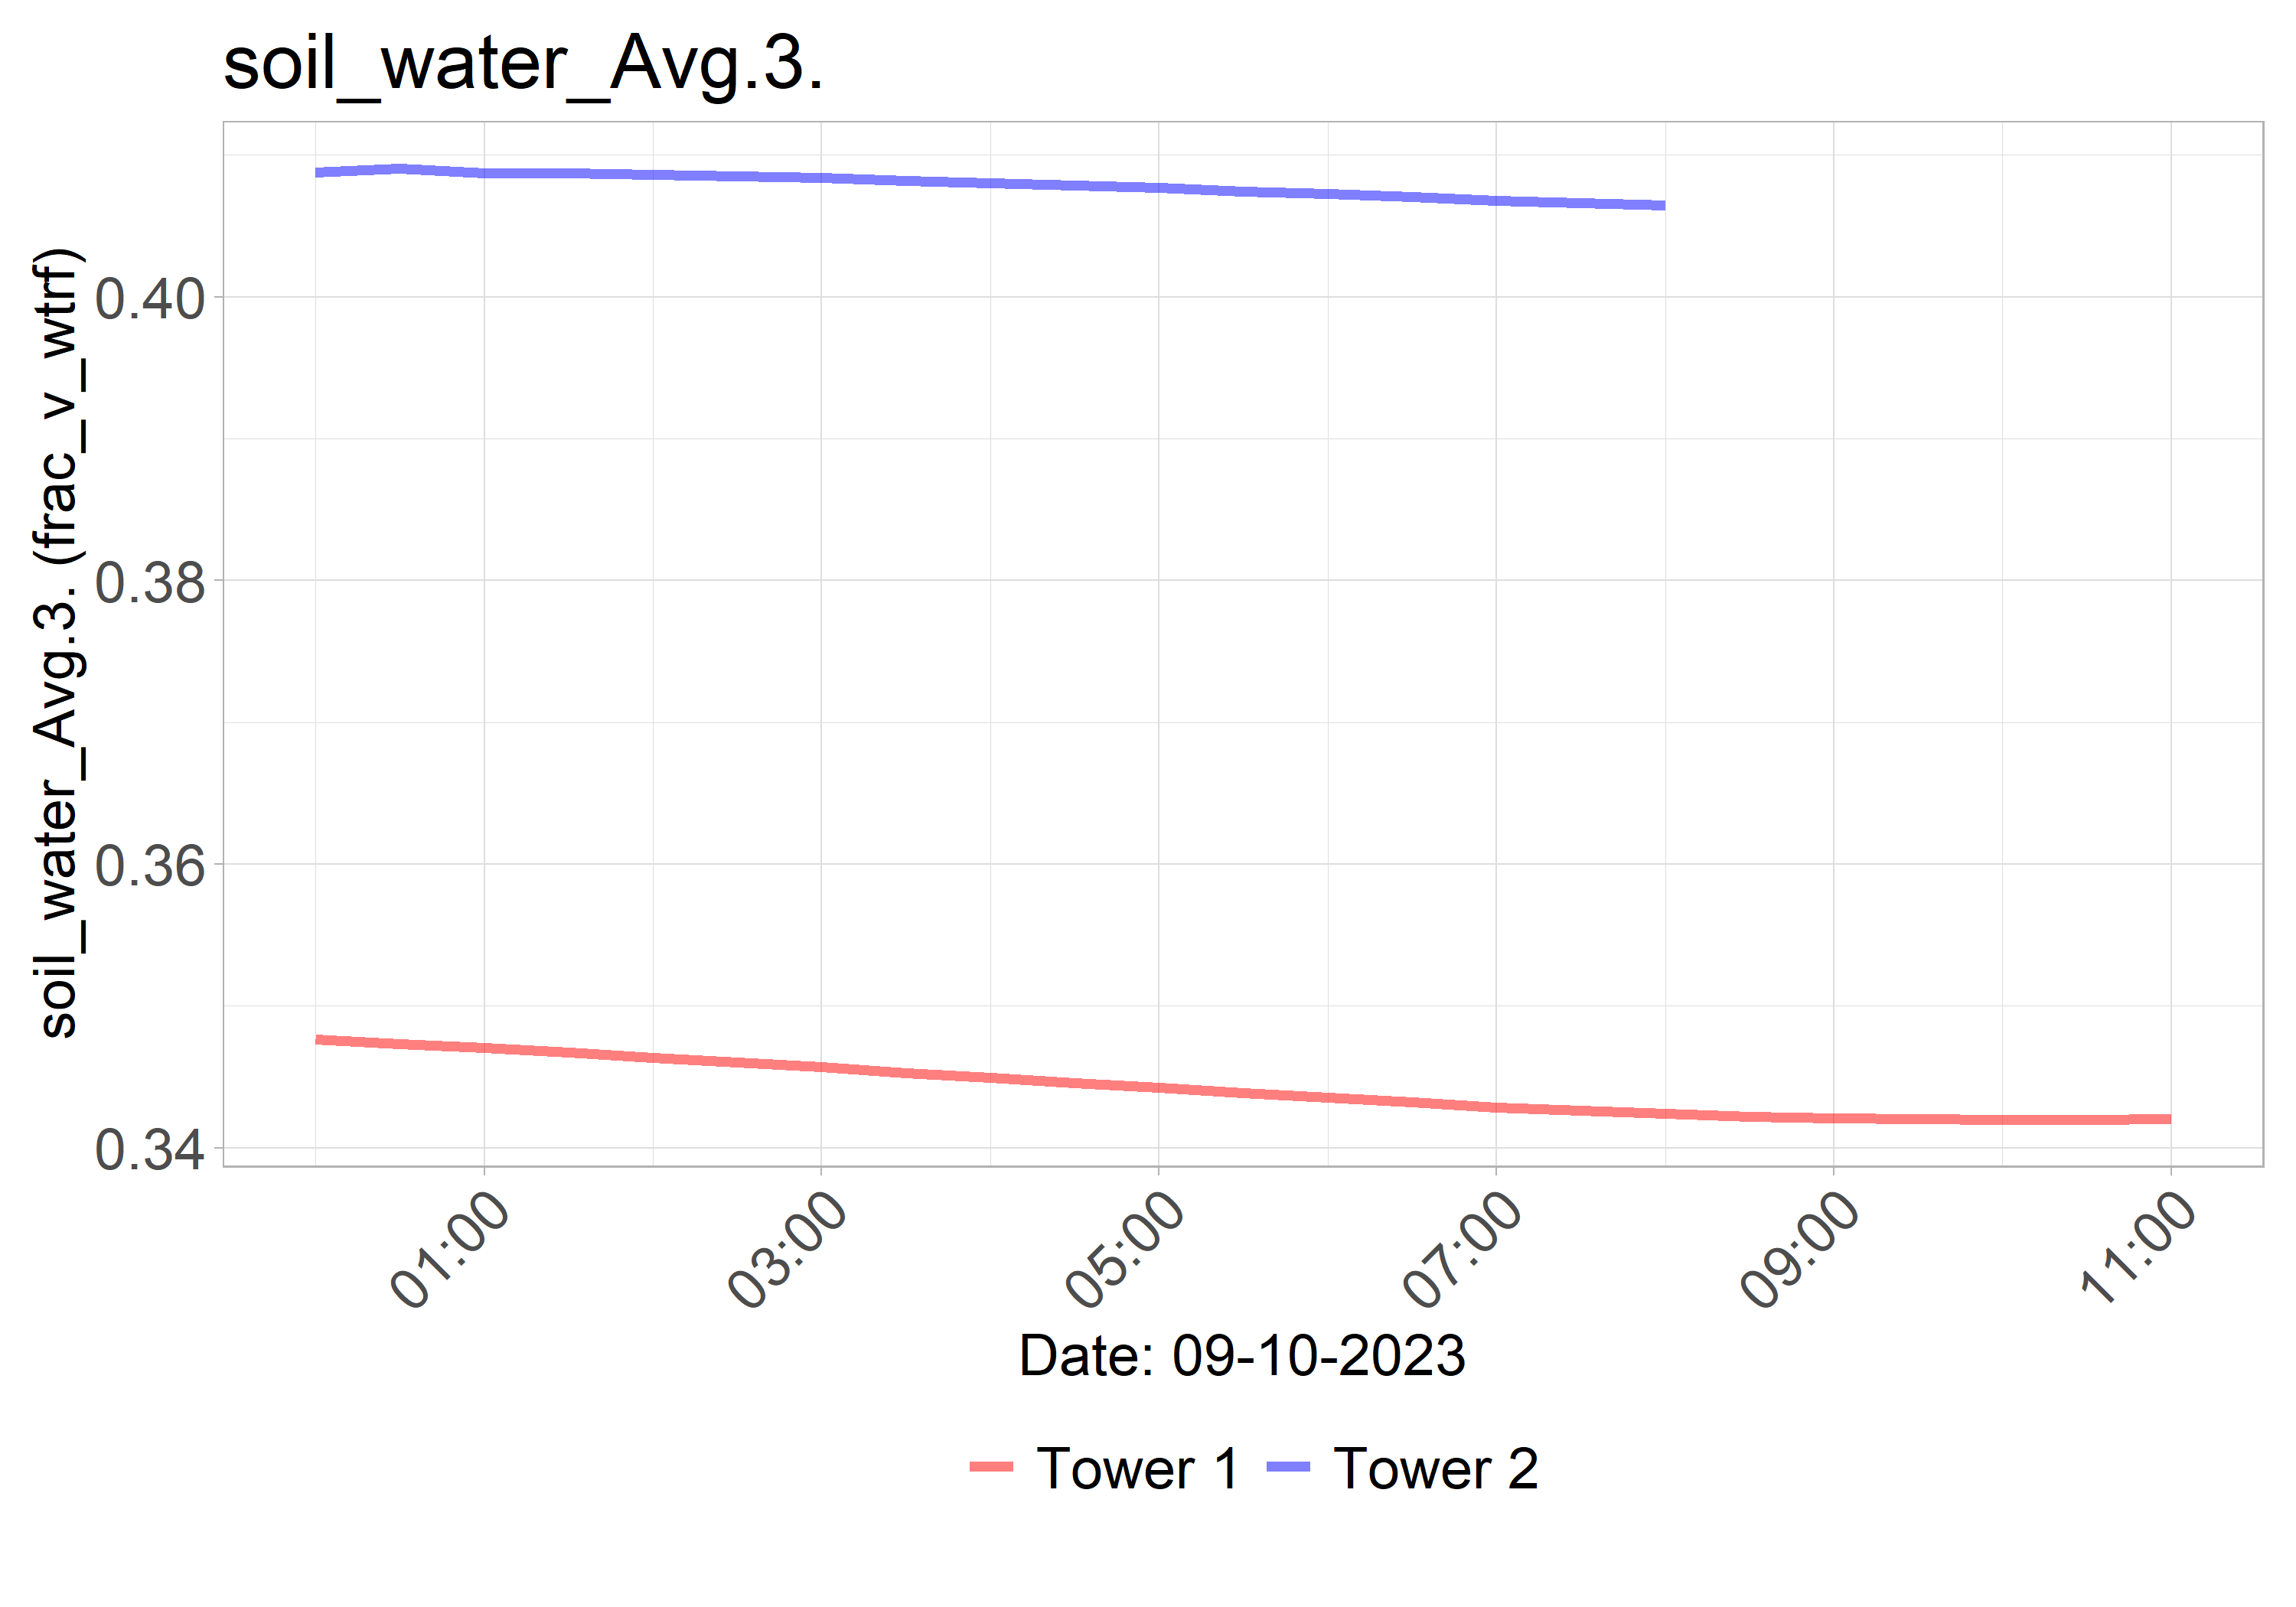 soil_water_Avg.3.
soil_water_Avg.3. (frac_v_wtrf)
0.40
0.38
0.36
0.34
01:00
03:00
05:00
07:00
09:00
11:00
Date: 09-10-2023
Tower 1
Tower 2